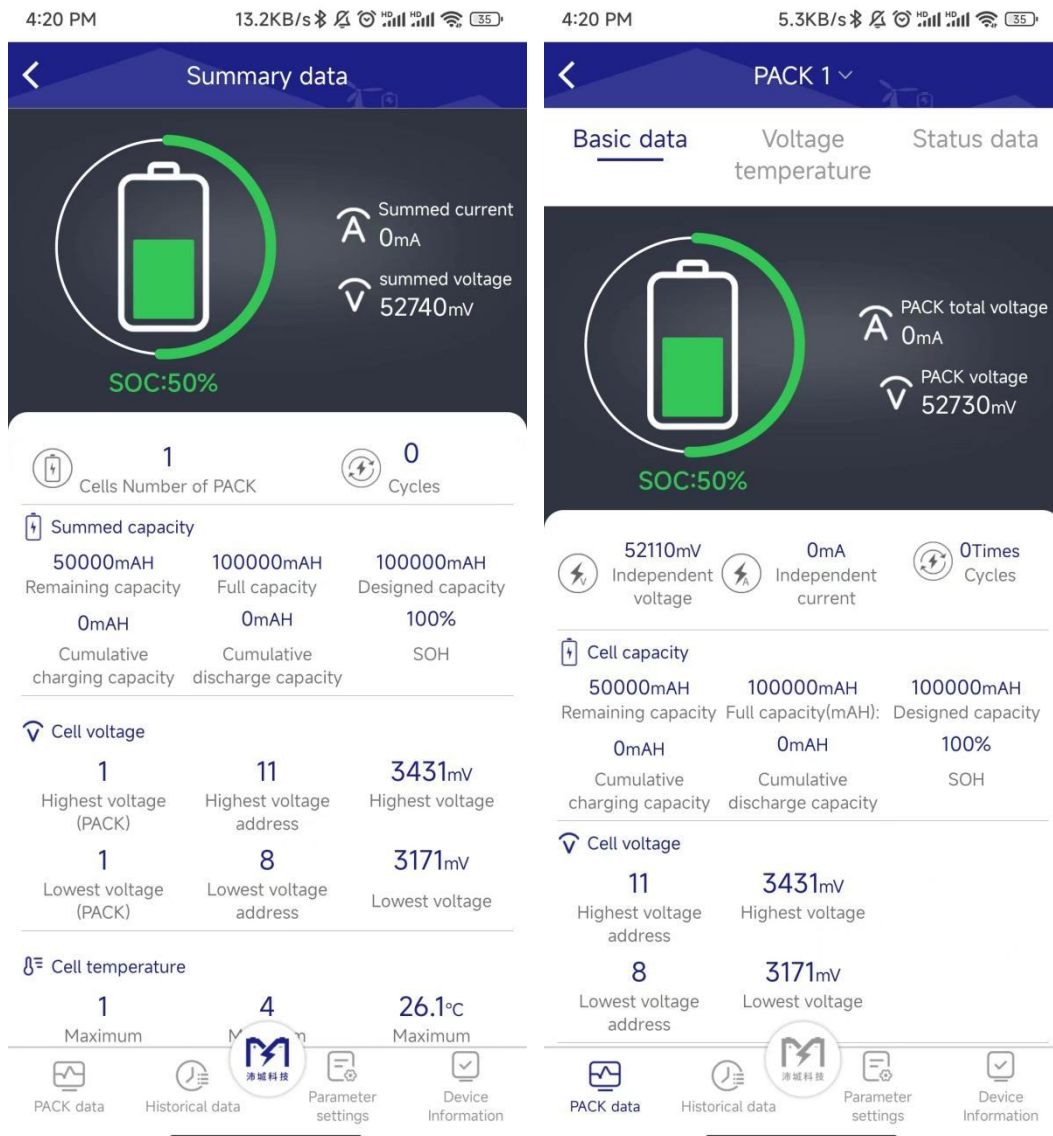 4:20 PM
13.2KB/s
HD
HD
35
Summary data
Summed current
0mA
summed voltage
52740mV
SOC:50%
1
Cells Number of PACK
0
Cycles
Summed capacity
50000mAH
100000mAH
100000mAH
Remaining capacity
Full capacity
Designed capacity
0mAH
0mAH
100%
Cumulative
charging capacity
Cumulative
discharge capacity
SOH
Cell voltage
1
11
3431mV
Highest voltage
(PACK)
Highest voltage
address
Highest voltage
1
8
3171mV
Lowest voltage
(PACK)
Lowest voltage
address
Lowest voltage
Cell temperature
1
4
26.1°C
Maximum
Maximum
沛城科技
PACK data
Historical data
Parameter
settings
Device
Information
4:20 PM
5.3KB/s
HD
HD
35
PACK 1
Basic data
Voltage
temperature
Status data
PACK total voltage
0mA
PACK voltage
52730mV
SOC:50%
52110mV
Independent
voltage
0mA
Independent
current
0Times
Cycles
Cell capacity
50000mAH
100000mAH
100000mAH
Remaining capacity
Full capacity(mAH):
Designed capacity
0mAH
0mAH
100%
Cumulative
charging capacity
Cumulative
discharge capacity
SOH
Cell voltage
11
3431mV
Highest voltage
address
Highest voltage
8
3171mV
Lowest voltage
address
Lowest voltage
沛城科技
PACK data
Historical data
Parameter
settings
Device
Information